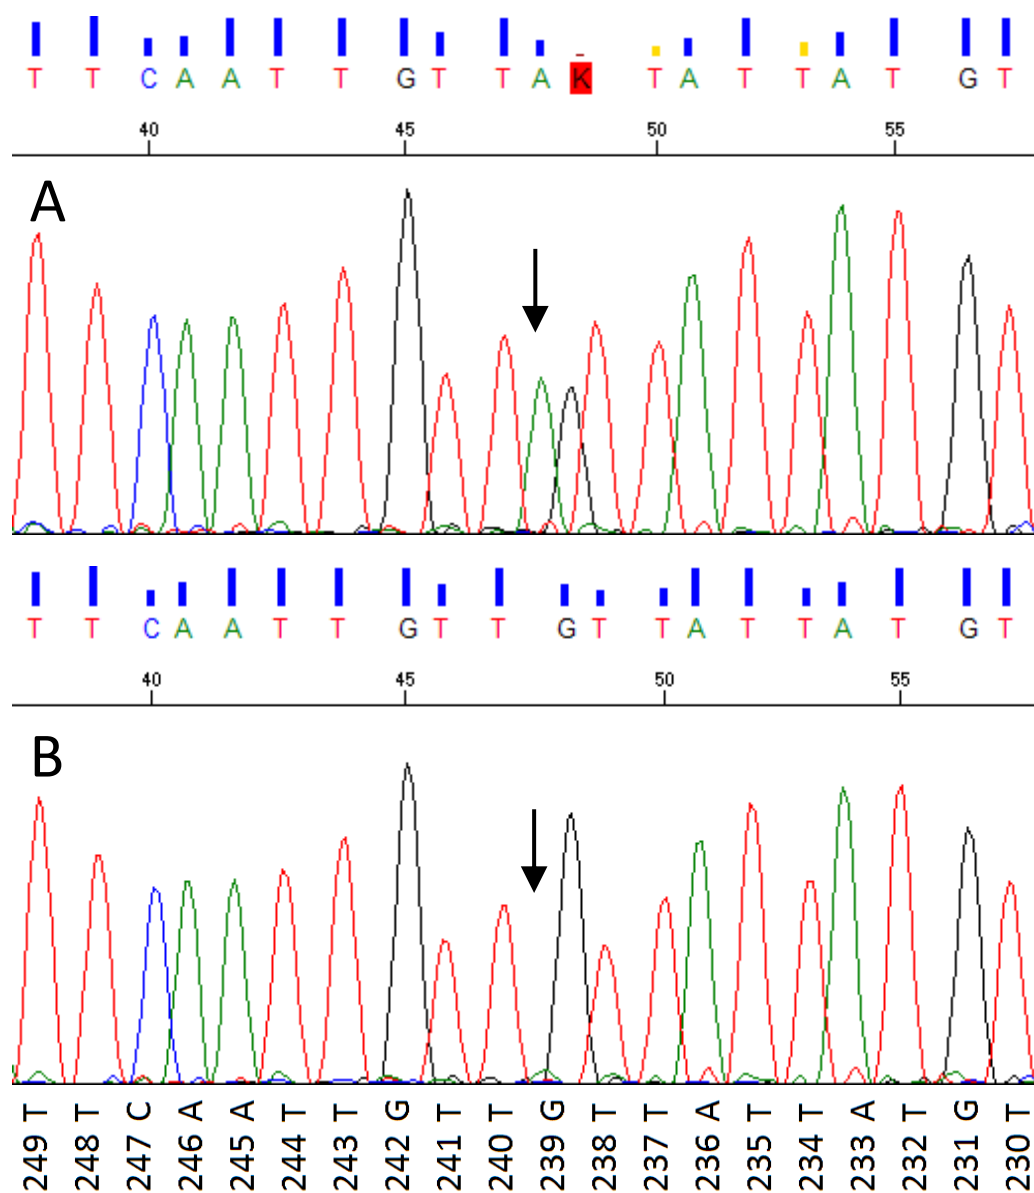 T T C A A T T G T T A K T A T T A T G T
40 45 50 55
A
T T C A A T T G T T G T T A T T A T G T
40 45 50 55
B
249 T
248 T
247 C
246 A
245 A
244 T
243 T
242 G
241 T
240 T
239 G
238 T
237 T
236 A
235 T
234 T
233 A
232 T
231 G
230 T